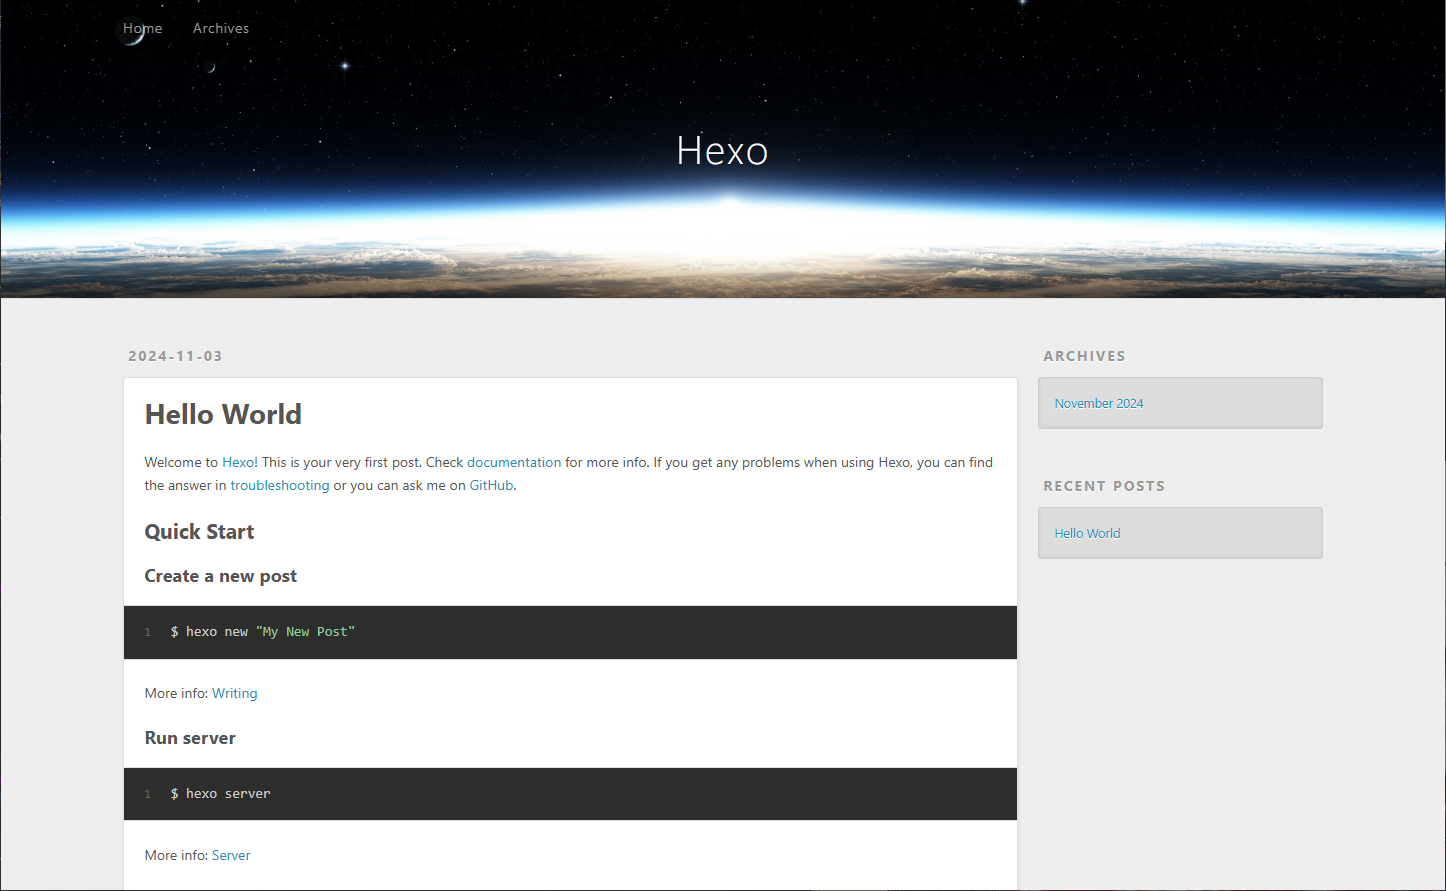 Home Archives
Hexo
2024-11-03
Hello World
Welcome to Hexo! This is your very first post. Check documentation for more info. If you get any problems when using Hexo, you can find
the answer in troubleshooting or you can ask me on GitHub.
Quick Start
Create a new post
1 $ hexo new "My New Post"
More info: Writing
Run server
1 $ hexo server
More info: Server
ARCHIVES
November 2024
RECENT POSTS
Hello World